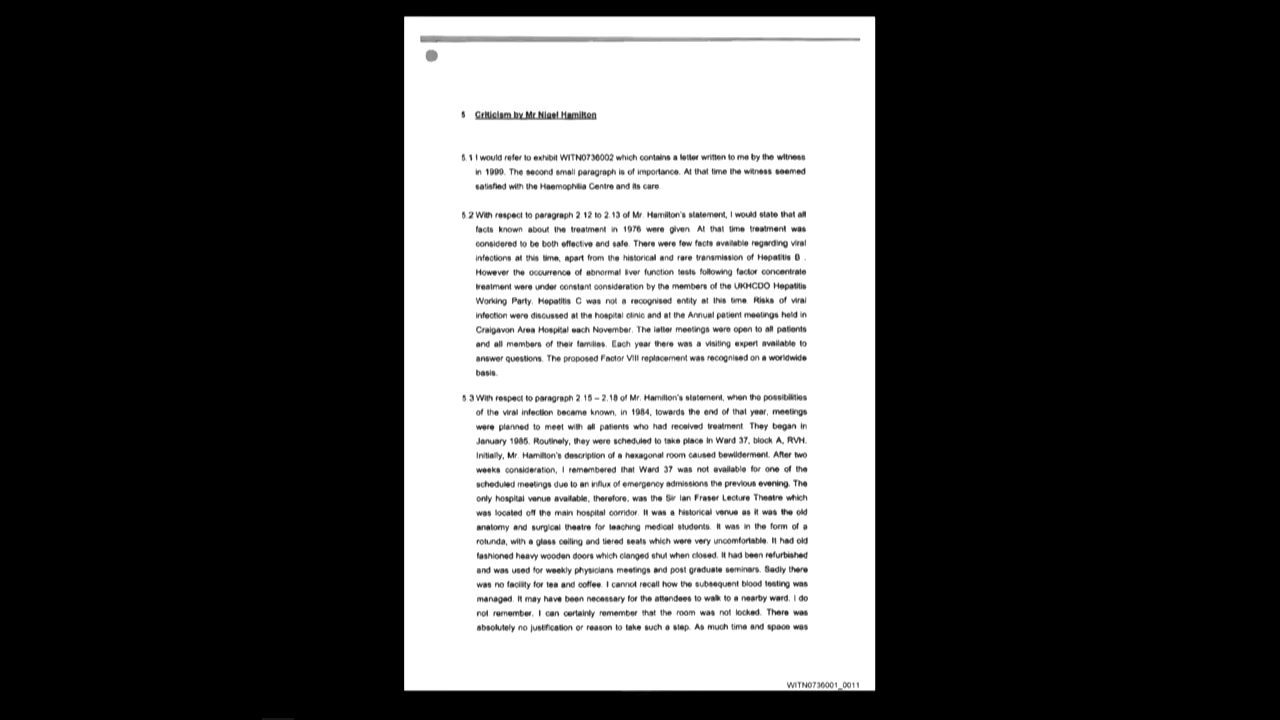 5 Criticism by Mr Nigel Hamilton
5.1 I would refer to exhibit WITN0736002 which contains a letter written to me by the witness
in 1999. The second small paragraph is of importance. At that time the witness seemed
satisfied with the Haemophilia Centre and its care.
5.2 With respect to paragraph 2.12 to 2.13 of Mr. Hamilton's statement, I would state that all
facts known about the treatment in 1976 were given. At that time treatment was
considered to be both effective and safe. There were few facts available regarding viral
infections at this time, apart from the historical and rare transmission of Hepatitis B .
However the occurrence of abnormal liver function tests following factor concentrate
treatment were under constant consideration by the members of the UKHCDO Hepatitis
Working Party. Hepatitis C was not a recognised entity at this time. Risks of viral
infection were discussed at the hospital clinic and at the Annual patient meetings held in
Craigavon Area Hospital each November. The latter meetings were open to all patients
and all members of their families. Each year there was a visiting expert available to
answer questions. The proposed Factor VIII replacement was recognised on a worldwide
basis.
5.3 With respect to paragraph 2.15 – 2.18 of Mr. Hamilton's statement, when the possibilities
of the viral infection became known, in 1984, towards the end of that year, meetings
were planned to meet with all patients who had received treatment. They began in
January 1985. Routinely, they were scheduled to take place in Ward 37, block A, RVH.
Initially, Mr. Hamilton's description of a hexagonal room caused bewilderment. After two
weeks consideration, I remembered that Ward 37 was not available for one of the
scheduled meetings due to an influx of emergency admissions the previous evening. The
only hospital venue available, therefore, was the Sir Ian Fraser Lecture Theatre which
was located off the main hospital corridor. It was a historical venue as it was the old
anatomy and surgical theatre for teaching medical students. It was in the form of a
rotunda, with a glass ceiling and tiered seats which were very uncomfortable. It had old
fashioned heavy wooden doors which clanged shut when closed. It had been refurbished
and was used for weekly physicians meetings and post graduate seminars. Sadly there
was no facility for tea and coffee. I cannot recall how the subsequent blood testing was
managed. It may have been necessary for the attendees to walk to a nearby ward. I do
not remember. I can certainly remember that the room was not locked. There was
absolutely no justification or reason to take such a step. As much time and space was
WITN0736001_0011